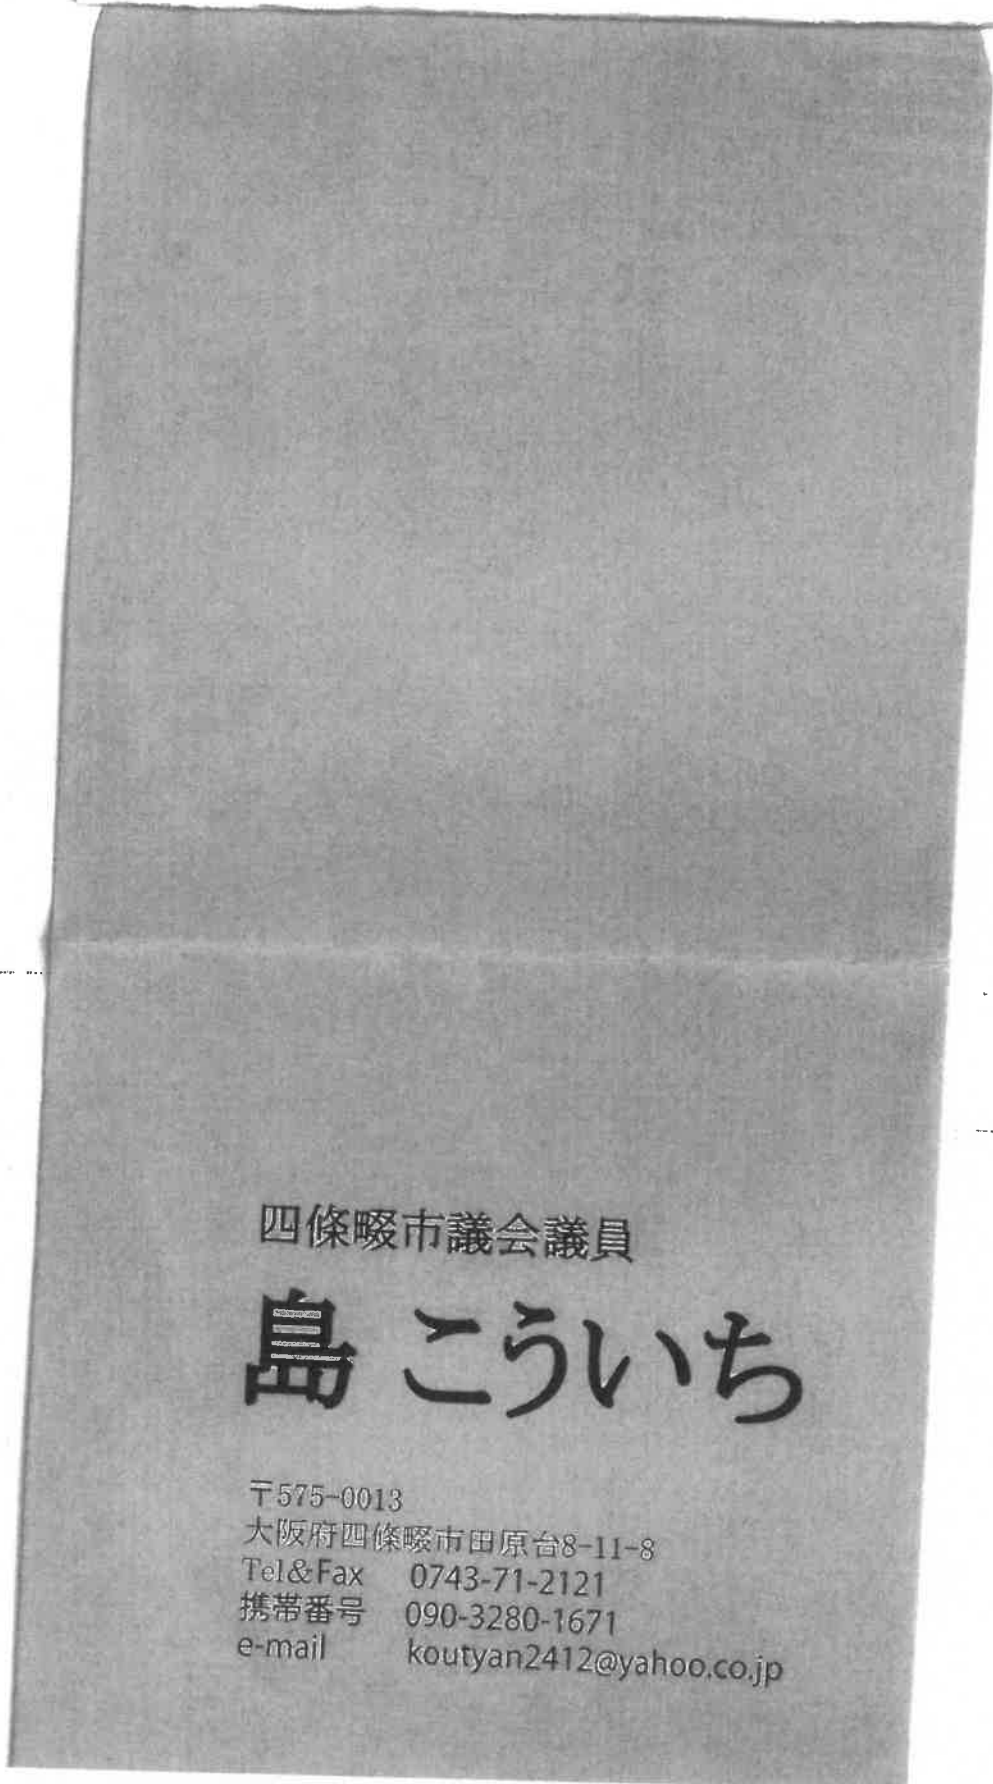 四條畷市議会議員
島 こういち
〒575-0013
大阪府四條畷市田原台8-11-8
Tel&Fax 0743-71-2121
携帯番号 090-3280-1671
e-mail koutyan2412@yahoo.co.jp